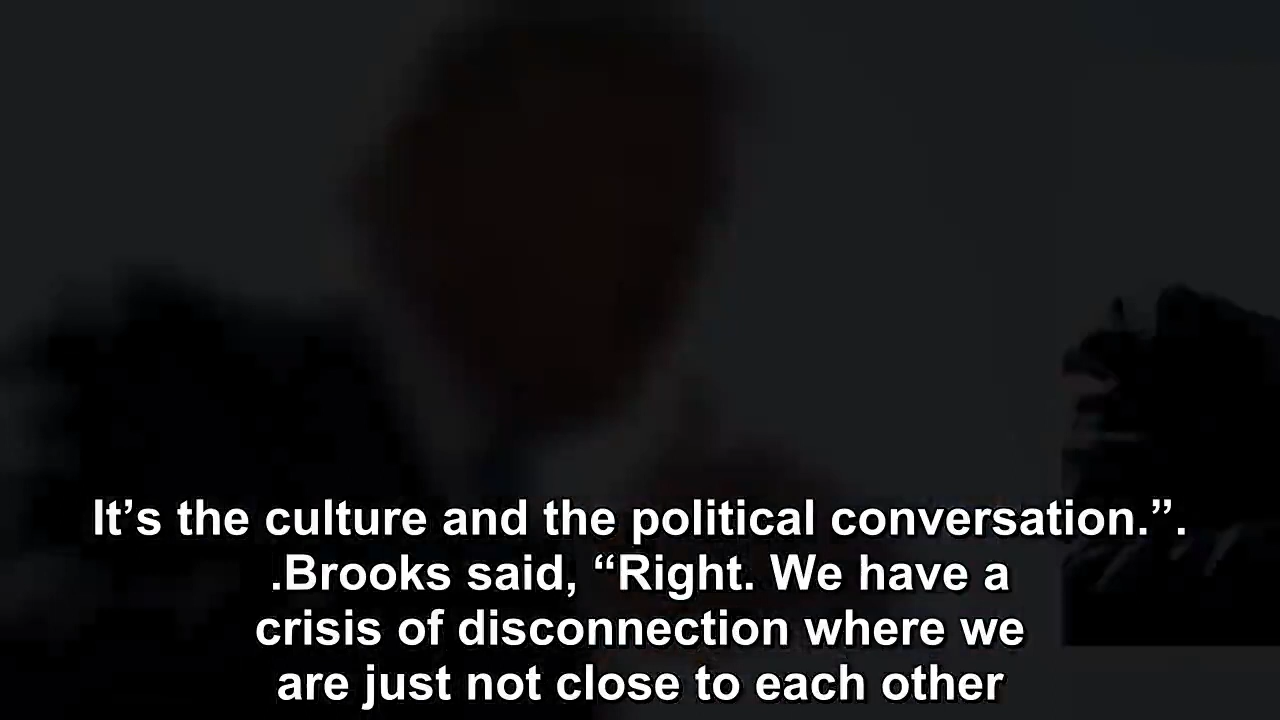 It’s the culture and the political conversation.”.
.Brooks said, “Right. We have a
crisis of disconnection where we
are just not close to each other